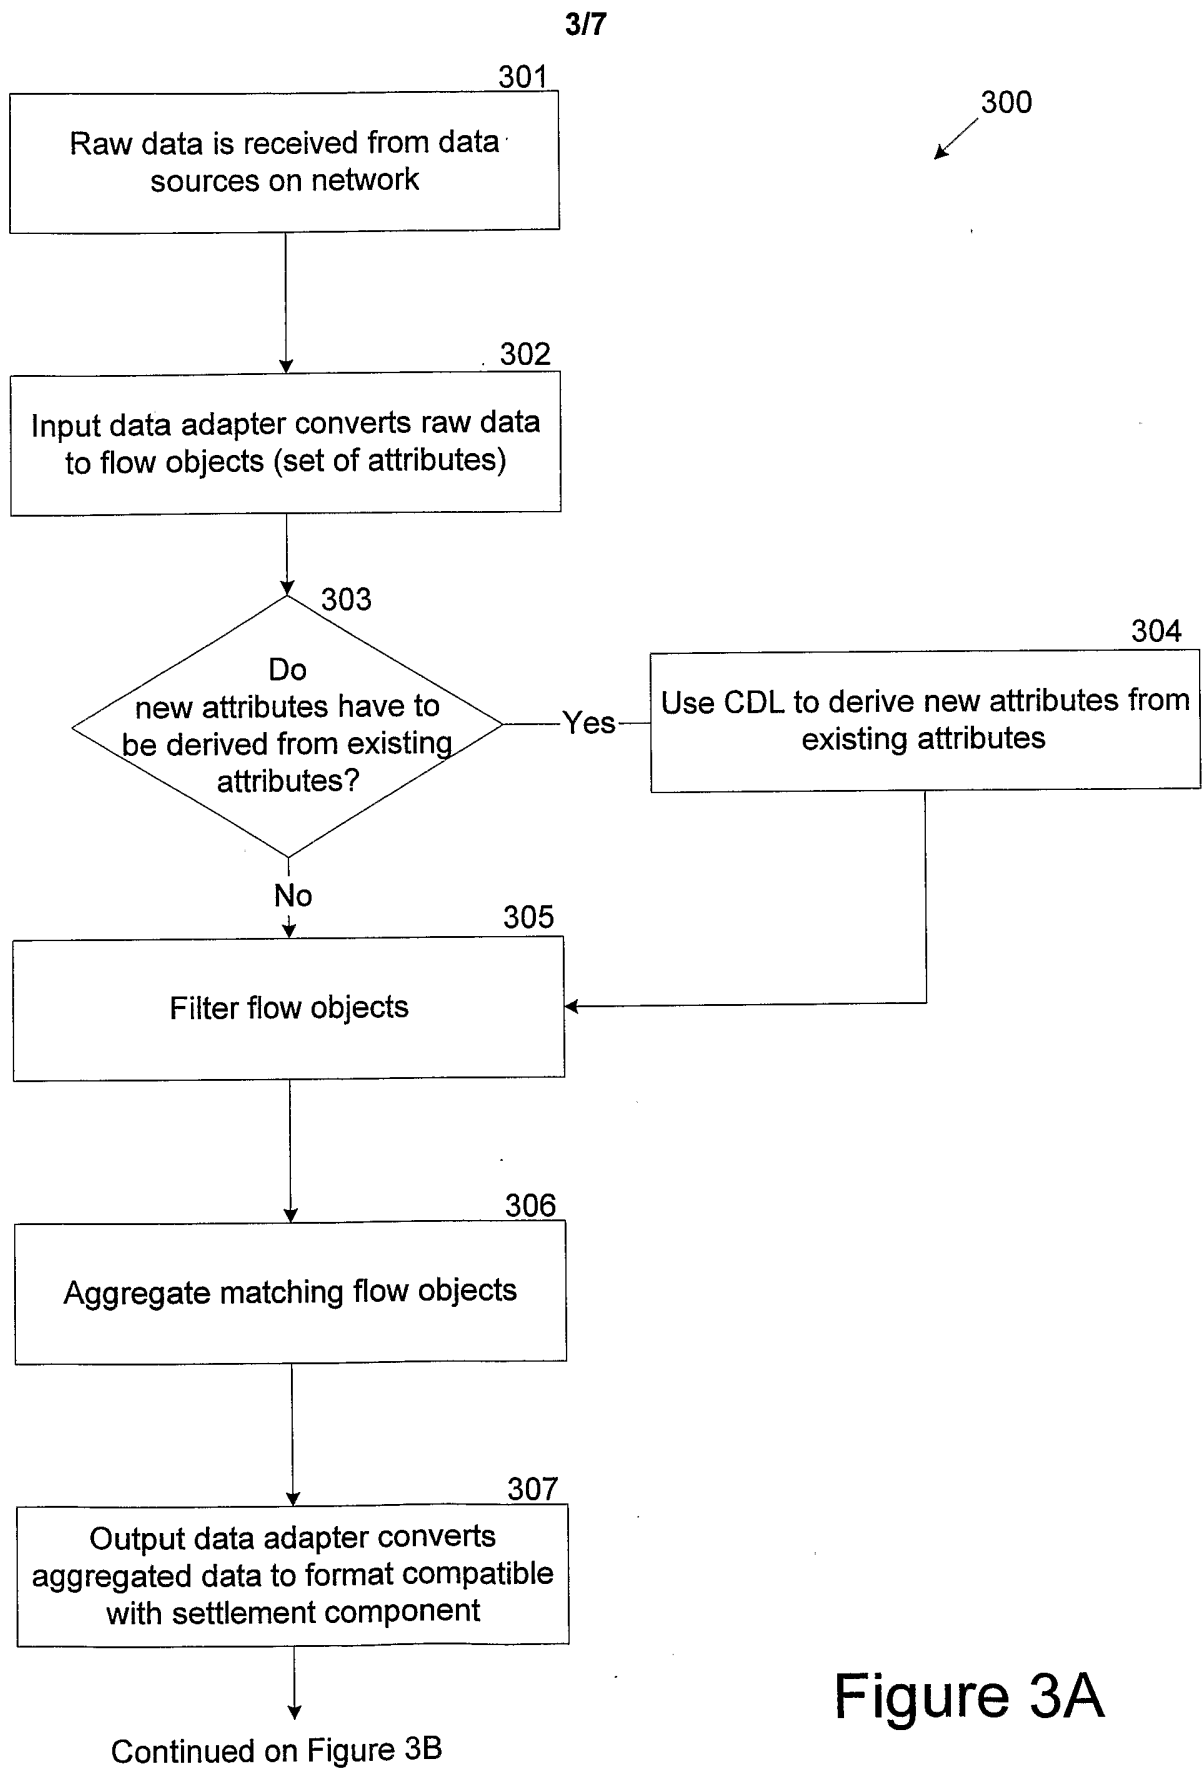 3/7
301
300
Raw data is received from data
sources on network
302
Input data adapter converts raw data
to flow objects (set of attributes)
303
Do
new attributes have to
be derived from existing
attributes?
Yes
304
Use CDL to derive new attributes from
existing attributes
No
305
Filter flow objects
306
Aggregate matching flow objects
307
Output data adapter converts
aggregated data to format compatible
with settlement component
Continued on Figure 3B
Figure 3A